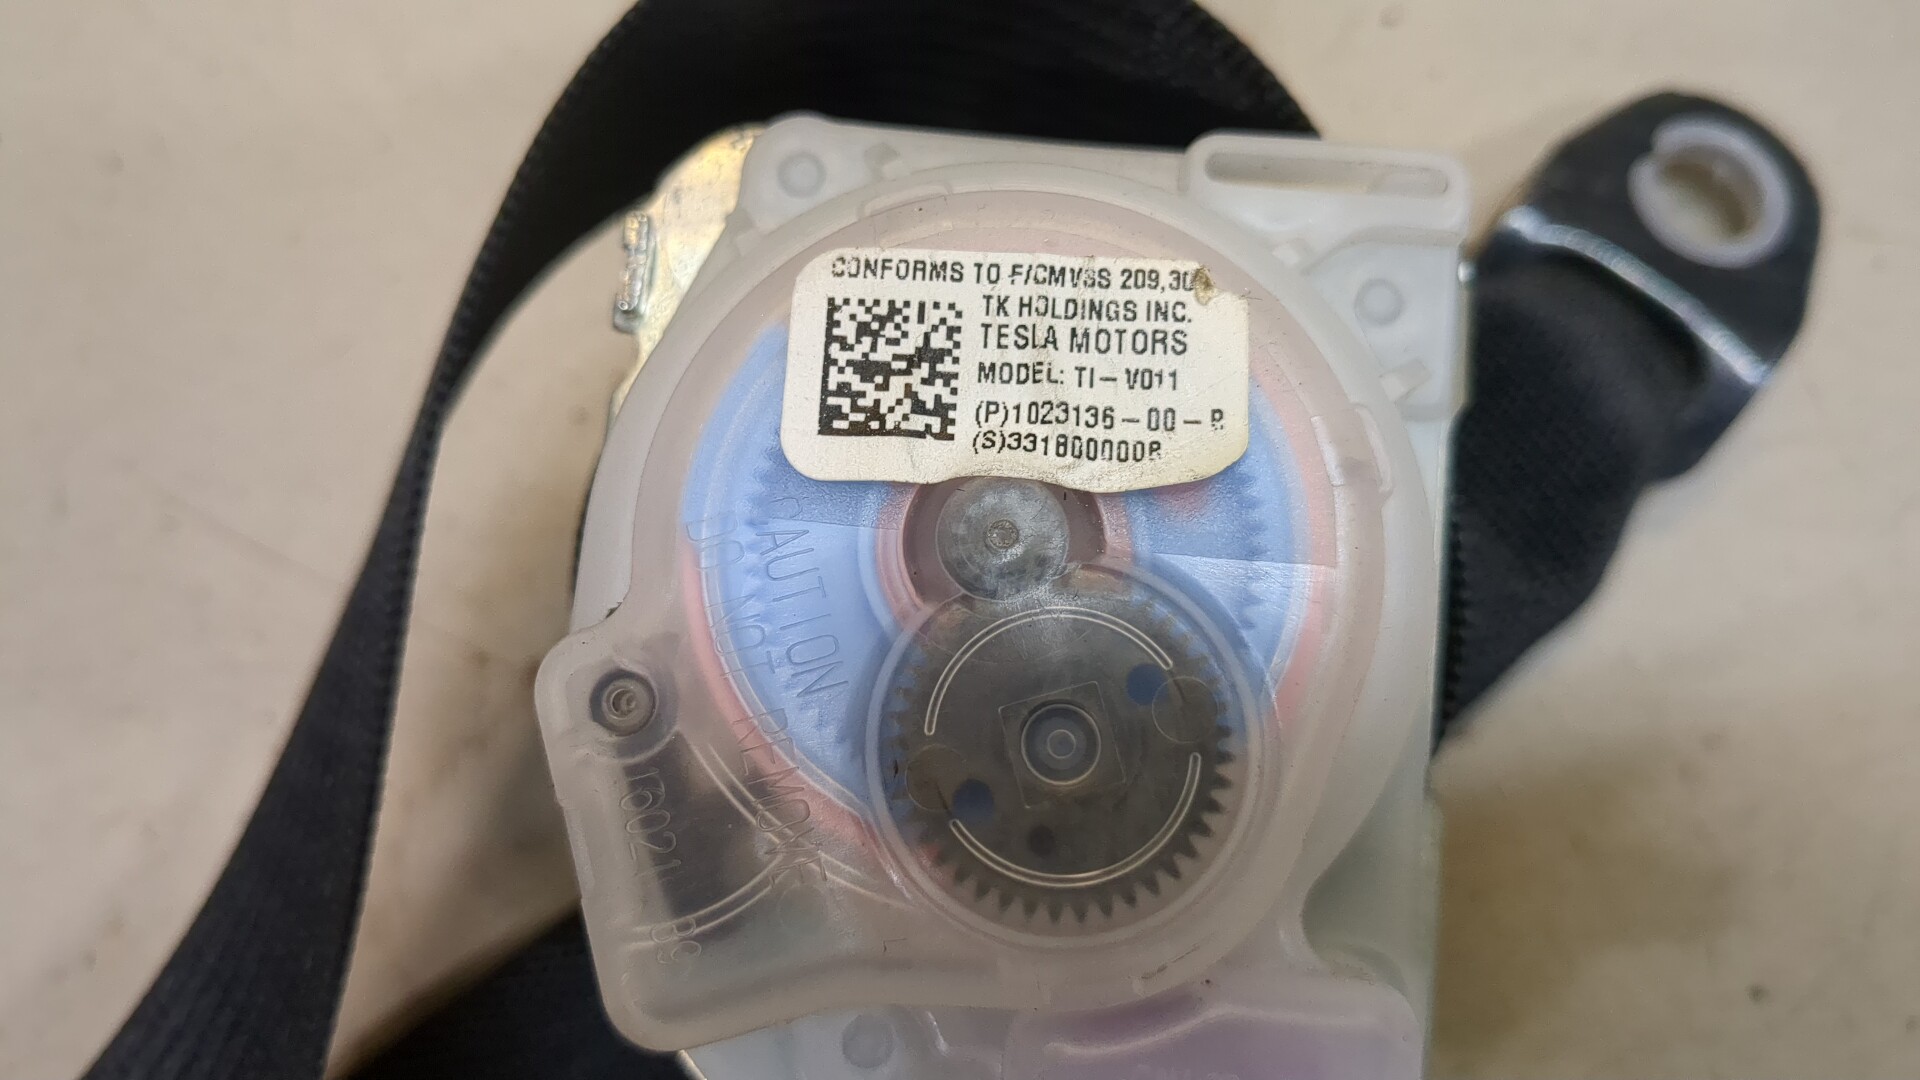 CONFORMS TO F/CMVSS 209,30
TK HOLDINGS INC.
TESLA MOTORS
MODEL: TI-V011
(P)1023136-00-
CAUTION
DO NOT REMOVE